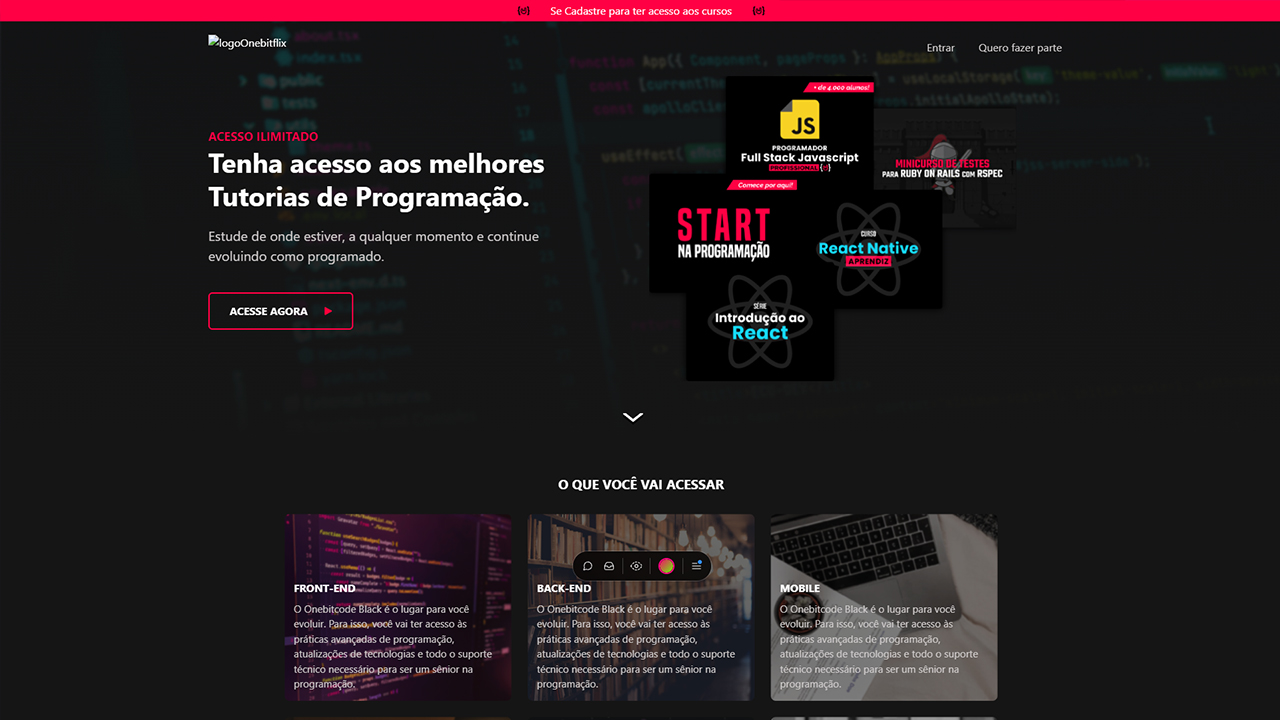 Se Cadastre para ter acesso aos cursos
logoOnebitflix
Entrar
Quero fazer parte
ACESSO ILIMITADO
Tenha acesso aos melhores
Tutorias de Programação.
Estude de onde estiver, a qualquer momento e continue
evoluindo como programado.
ACESSE AGORA
+ de 4.000 alunos!
JS
PROGRAMADOR
Full Stack Javascript
PROFISSIONAL
MINICURSO DE TESTES
PARA RUBY ON RAILS COM RSPEC
Comece por aqui!
START
NA PROGRAMAÇÃO
CURSO
React Native
APRENDIZ
SÉRIE
Introdução ao
React
O QUE VOCÊ VAI ACESSAR
FRONT-END
O Onebitcode Black é o lugar para você
evoluir. Para isso, você vai ter acesso às
práticas avançadas de programação,
atualizações de tecnologias e todo o suporte
técnico necessário para ser um sênior na
programação.
BACK-END
O Onebitcode Black é o lugar para você
evoluir. Para isso, você vai ter acesso às
práticas avançadas de programação,
atualizações de tecnologias e todo o suporte
técnico necessário para ser um sênior na
programação.
MOBILE
O Onebitcode Black é o lugar para você
evoluir. Para isso, você vai ter acesso às
práticas avançadas de programação,
atualizações de tecnologias e todo o suporte
técnico necessário para ser um sênior na
programação.